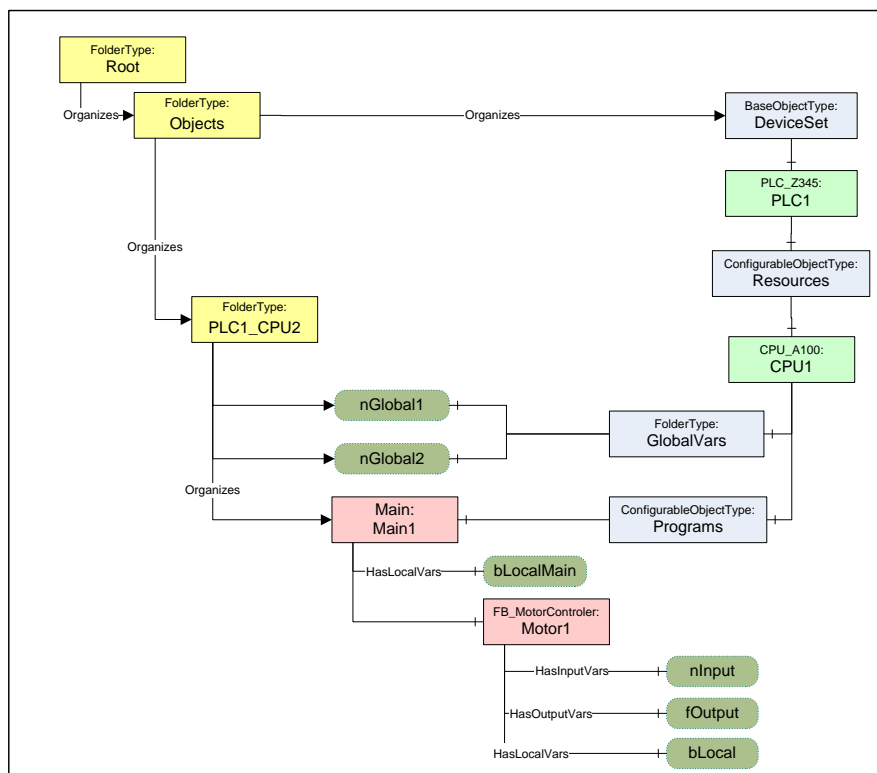 FolderType:
Root
Organizes
FolderType:
Objects
Organizes
BaseObjectType:
DeviceSet
PLC_Z345:
PLC1
Organizes
ConfigurableObjectType:
Resources
FolderType:
PLC1_CPU2
CPU_A100:
CPU1
nGlobal1
FolderType:
GlobalVars
nGlobal2
Organizes
Main:
Main1
ConfigurableObjectType:
Programs
HasLocalVars
bLocalMain
FB_MotorControler:
Motor1
HasInputVars
nInput
HasOutputVars
fOutput
HasLocalVars
bLocal